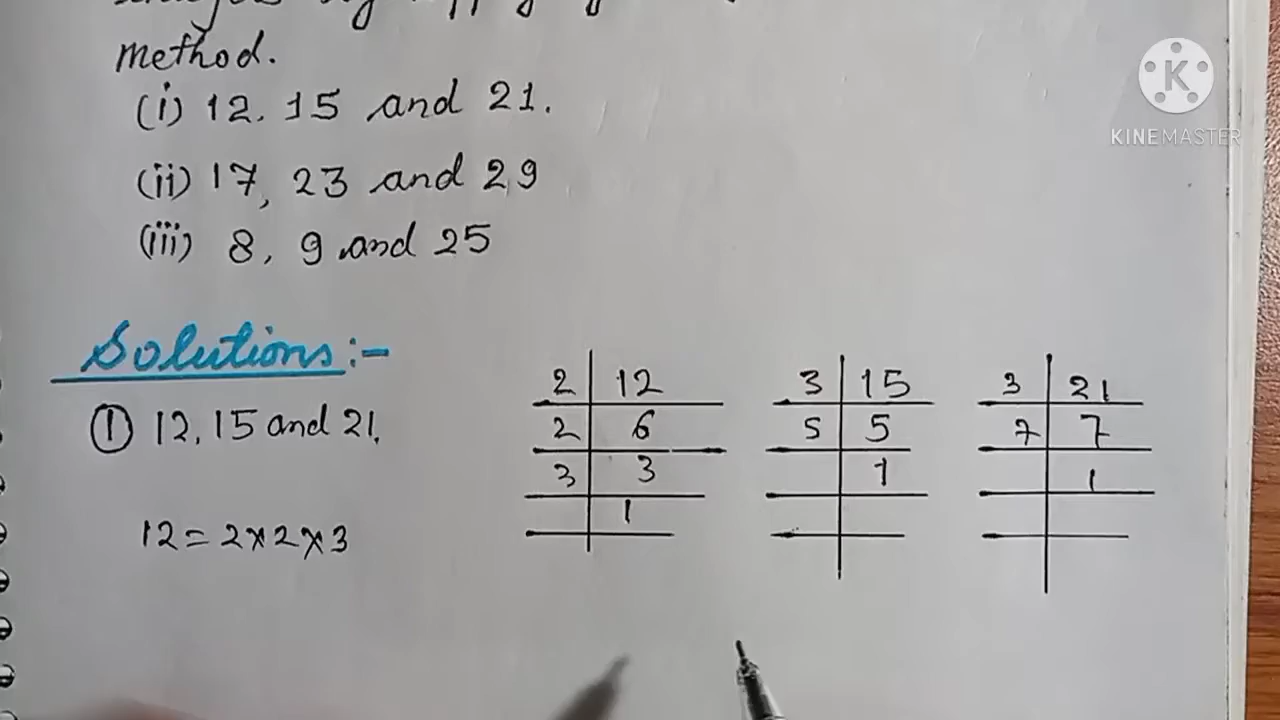 method.
(i) 12, 15 and 21.
(ii) 17, 23 and 29
(iii) 8, 9 and 25
Solutions:-
① 12, 15 and 21.
12 = 2×2×3
2 | 12
2 | 6
3 | 3
1
3 | 15
5 | 5
1
3 | 21
7 | 7
1
K
KINEMASTER